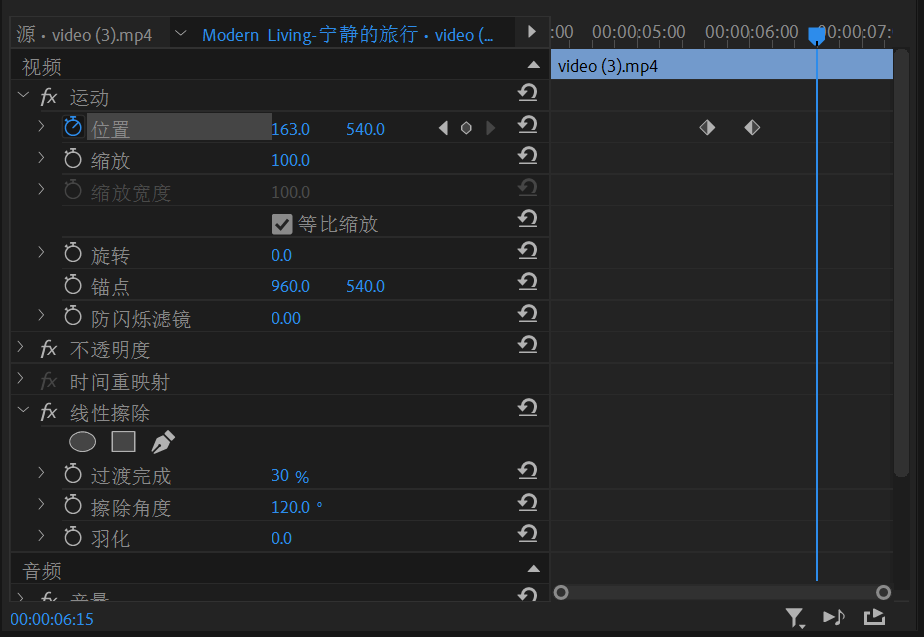 源 · video (3).mp4 Modern Living-宁静的旅行 · video (... :00 00:00:05:00 00:00:06:00 0:00:07:
视频 video (3).mp4
fx 运动
位置 163.0 540.0
缩放 100.0
缩放宽度 100.0
等比缩放
旋转 0.0
锚点 960.0 540.0
防闪烁滤镜 0.00
fx 不透明度
fx 时间重映射
fx 线性擦除
过渡完成 30 %
擦除角度 120.0 °
羽化 0.0
音频
fx 音量
00:00:06:15